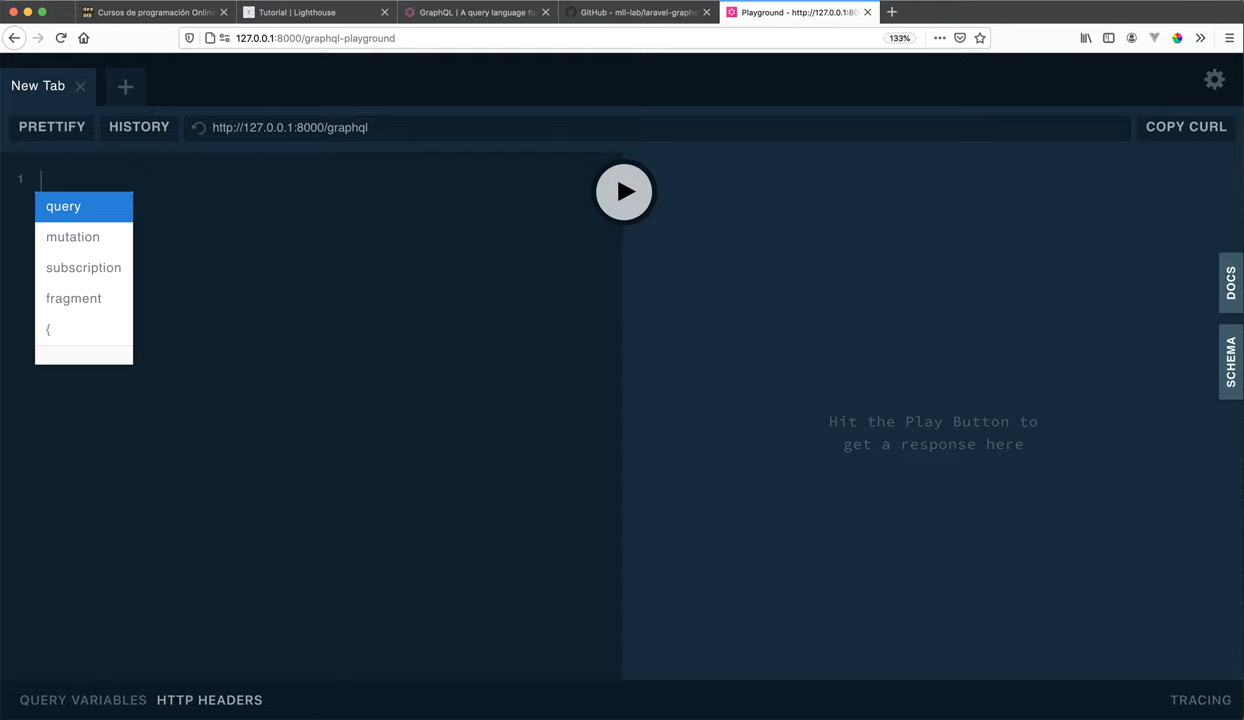 Cursos de programación Online
Tutorial | Lighthouse
GraphQL | A query language fo
GitHub - mll-lab/laravel-graphq
Playground - http://127.0.0.1:80
127.0.0.1:8000/graphql-playground
133%
New Tab
PRETTIFY
HISTORY
http://127.0.0.1:8000/graphql
COPY CURL
1
query
mutation
subscription
fragment
{
Hit the Play Button to
get a response here
DOCS
SCHEMA
QUERY VARIABLES
HTTP HEADERS
TRACING